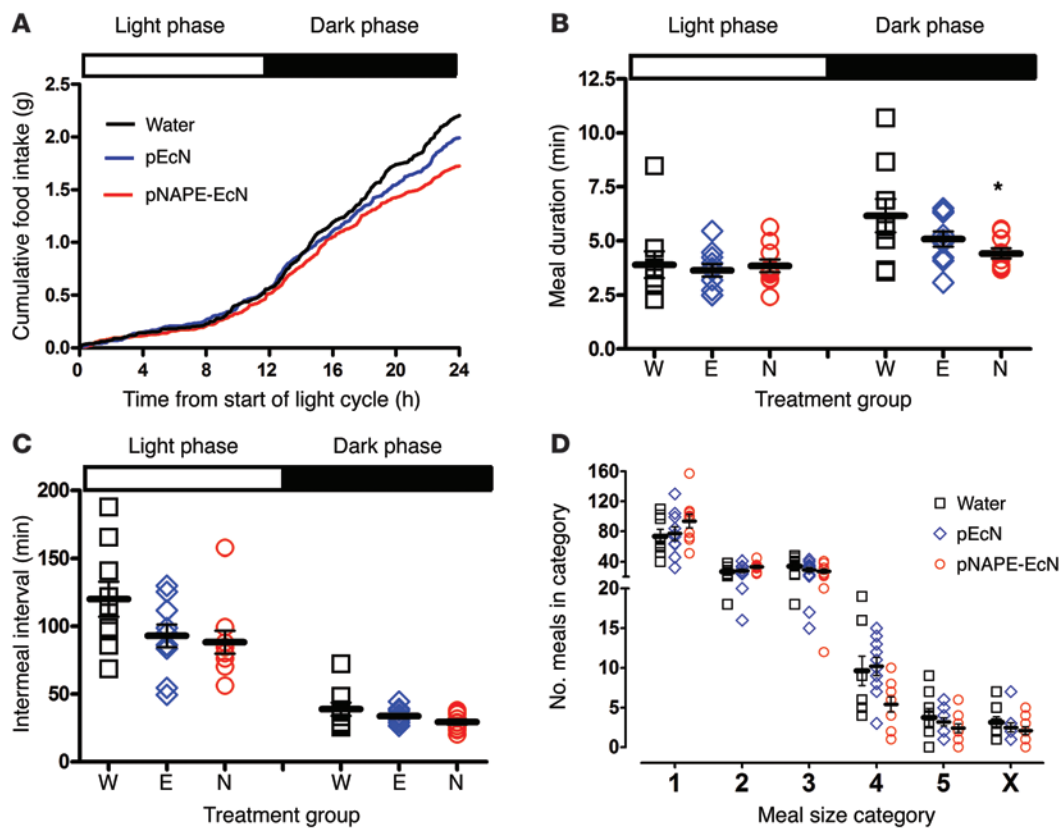 A
Light phase Dark phase
Cumulative food intake (g)
2.5
2.0
1.5
1.0
0.5
0.0
Water
pEcN
pNAPE-EcN
0 4 8 12 16 20 24
Time from start of light cycle (h)
B
Light phase Dark phase
Meal duration (min)
12.5
10.0
7.5
5.0
2.5
0.0
*
W E N W E N
Treatment group
C
Light phase Dark phase
Intermeal interval (min)
200
150
100
50
0
W E N W E N
Treatment group
D
No. meals in category
160
120
80
40
20
10
0
Water
pEcN
pNAPE-EcN
1 2 3 4 5 X
Meal size category